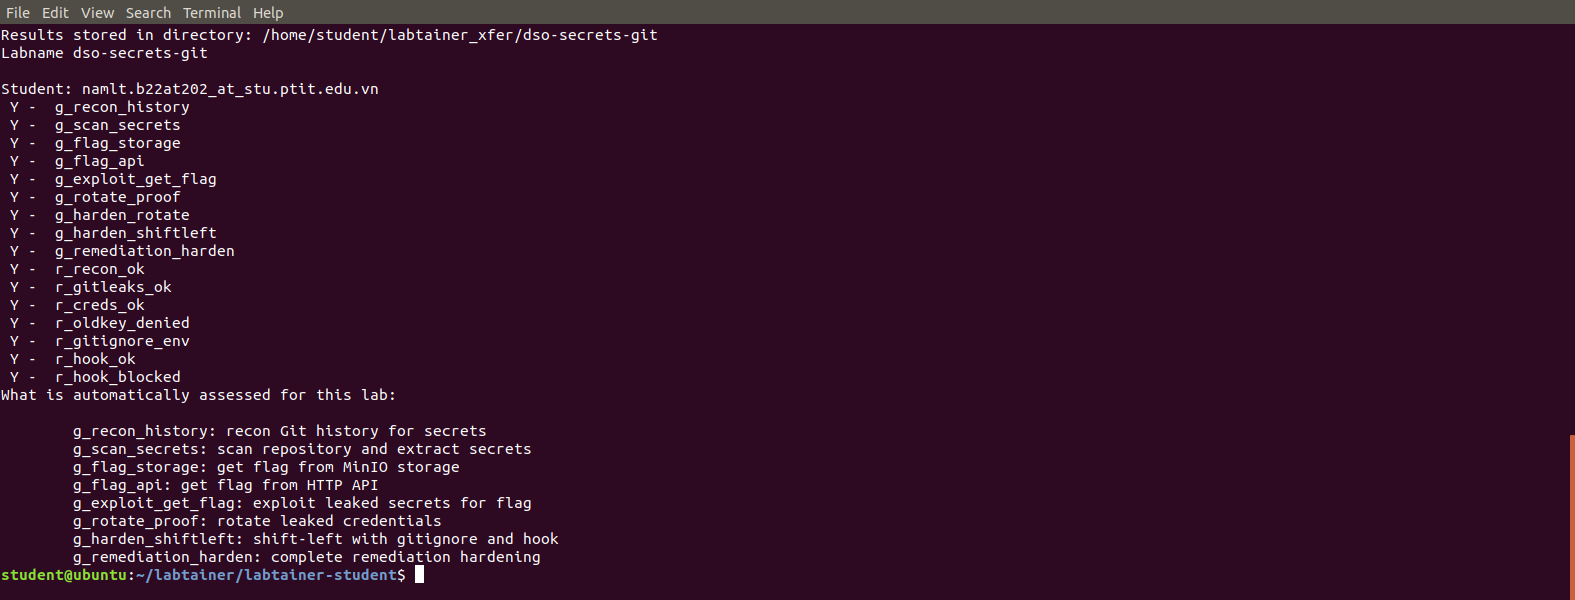 File Edit View Search Terminal Help
Results stored in directory: /home/student/labtainer_xfer/dso-secrets-git
Labname dso-secrets-git
Student: namlt.b22at202_at_stu.ptit.edu.vn
Y - g_recon_history
Y - g_scan_secrets
Y - g_flag_storage
Y - g_flag_api
Y - g_exploit_get_flag
Y - g_rotate_proof
Y - g_harden_rotate
Y - g_harden_shiftleft
Y - g_remediation_harden
Y - r_recon_ok
Y - r_gitleaks_ok
Y - r_creds_ok
Y - r_oldkey_denied
Y - r_gitignore_env
Y - r_hook_ok
Y - r_hook_blocked
What is automatically assessed for this lab:
g_recon_history: recon Git history for secrets
g_scan_secrets: scan repository and extract secrets
g_flag_storage: get flag from MinIO storage
g_flag_api: get flag from HTTP API
g_exploit_get_flag: exploit leaked secrets for flag
g_rotate_proof: rotate leaked credentials
g_harden_shiftleft: shift-left with gitignore and hook
g_remediation_harden: complete remediation hardening
student@ubuntu:~/labtainer/labtainer-student$